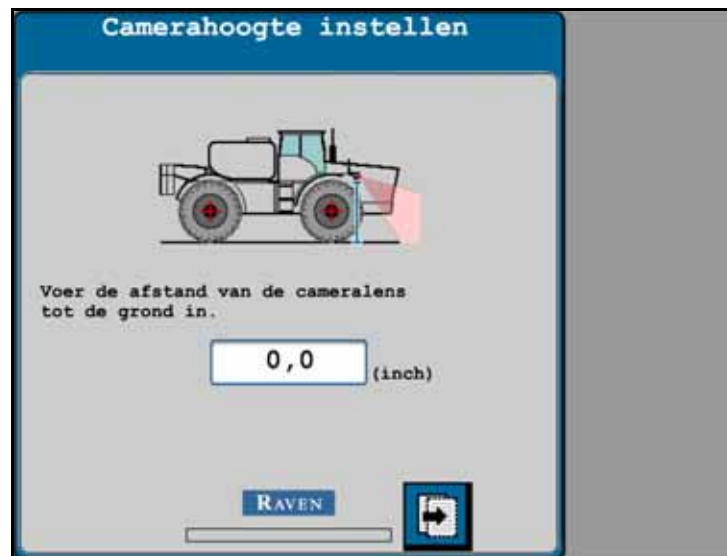 Camerahoogte instellen
Voer de afstand van de cameralens
tot de grond in.
0,0
(inch)
RAVEN